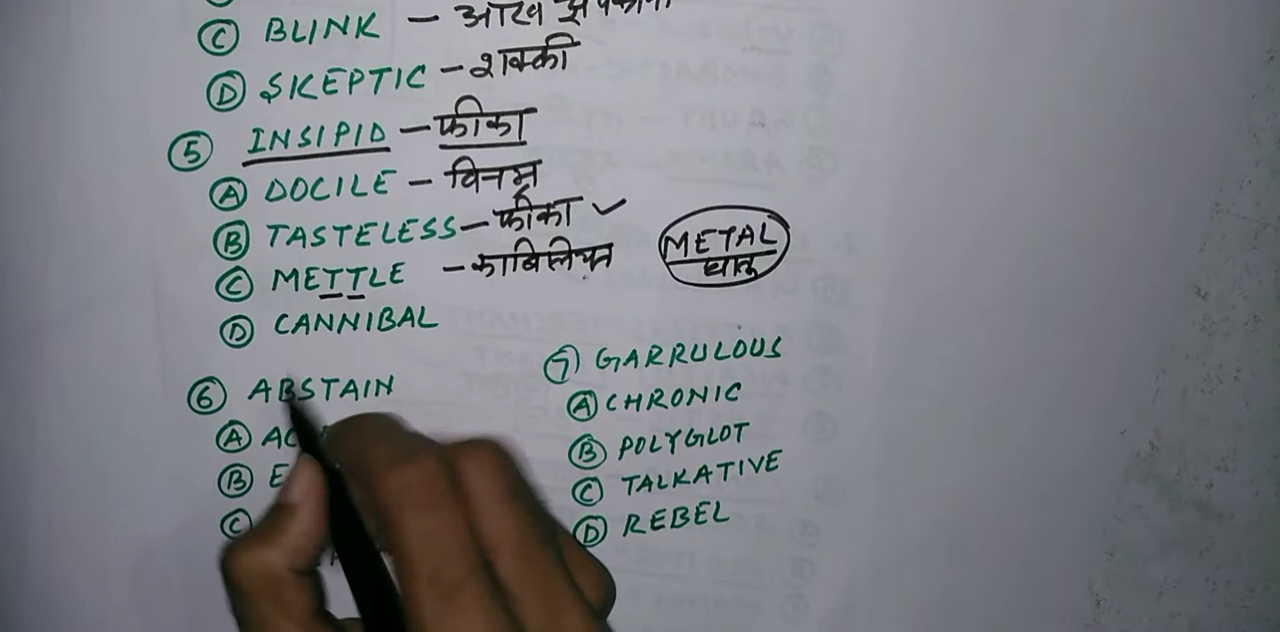 Ⓒ BLINK - आँख
Ⓓ SKEPTIC - शक्की
⑤ INSIPID - फीका
Ⓐ DOCILE - विनम्र
Ⓑ TASTELESS - फीका ✓
Ⓒ METTLE - काबिलियत
METAL
धातु
Ⓓ CANNIBAL
⑥ ABSTAIN
Ⓐ
Ⓑ
Ⓒ
⑦ GARRULOUS
Ⓐ CHRONIC
Ⓑ POLYGLOT
Ⓒ TALKATIVE
Ⓓ REBEL